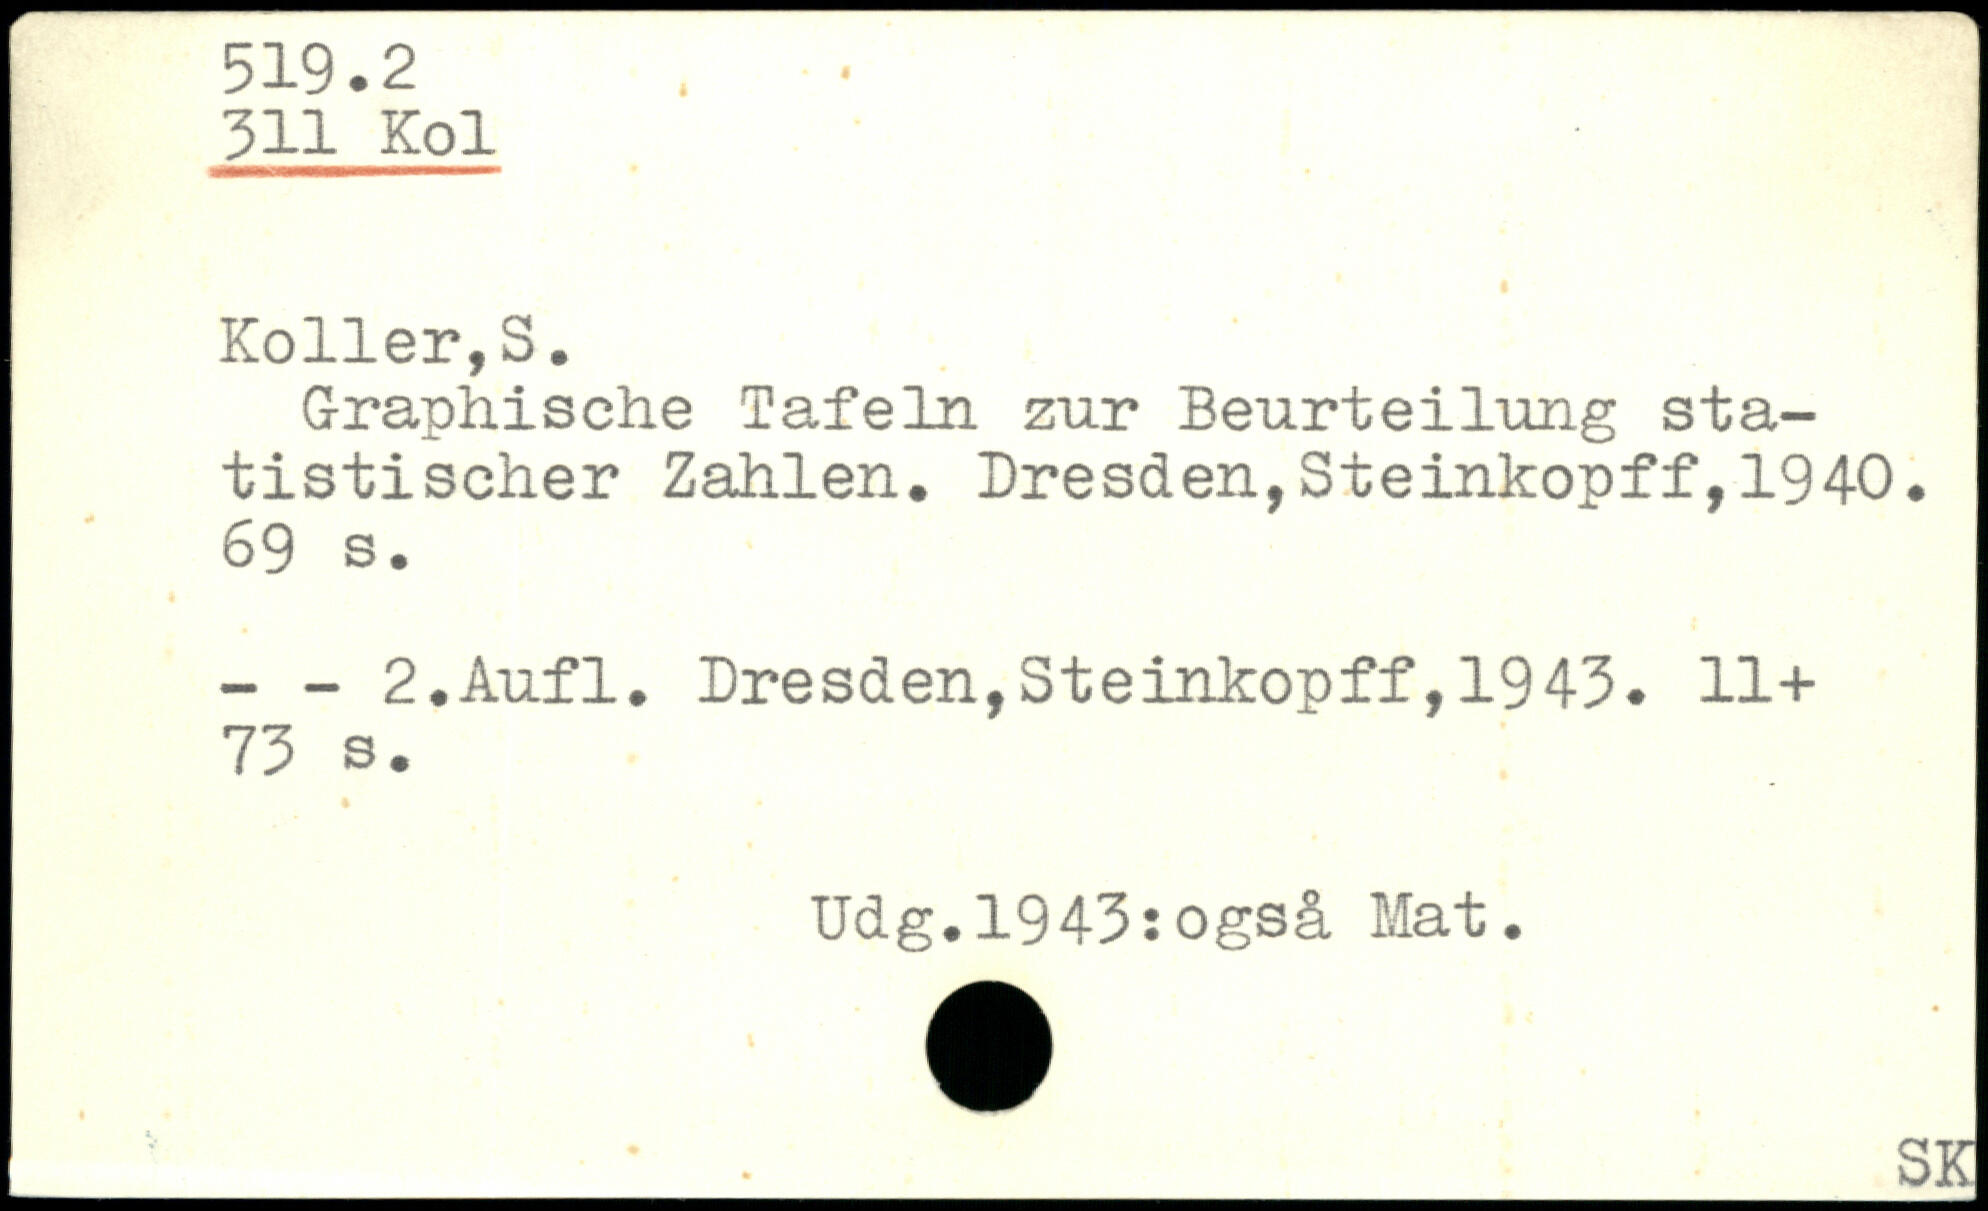 519.2
311 Kol
Koller,S.
Graphische Tafeln zur Beurteilung sta-
tistischer Zahlen. Dresden,Steinkopff,1940.
69 s.
- - 2.Aufl. Dresden,Steinkopff,1943. 11+
73 s.
Udg.1943:også Mat.
SK